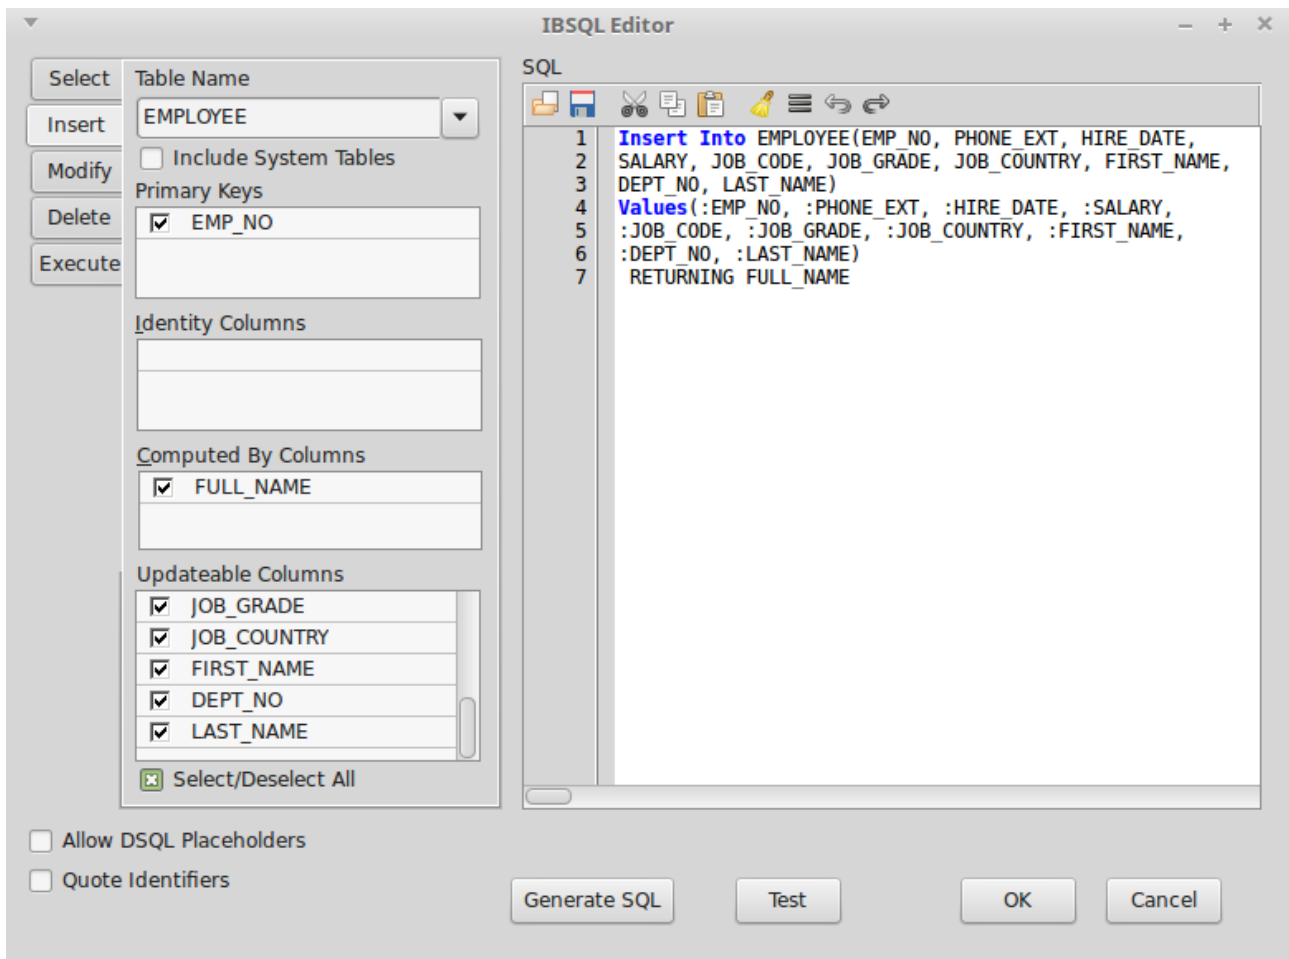 IBSQL Editor
Select
Insert
Modify
Delete
Execute
Table Name
EMPLOYEE
Include System Tables
Primary Keys
EMP_NO
Identity Columns
Computed By Columns
FULL_NAME
Updateable Columns
JOB_GRADE
JOB_COUNTRY
FIRST_NAME
DEPT_NO
LAST_NAME
Select/Deselect All
SQL
1 Insert Into EMPLOYEE(EMP_NO, PHONE_EXT, HIRE_DATE,
2 SALARY, JOB_CODE, JOB_GRADE, JOB_COUNTRY, FIRST_NAME,
3 DEPT_NO, LAST_NAME)
4 Values(:EMP_NO, :PHONE_EXT, :HIRE_DATE, :SALARY,
5 :JOB_CODE, :JOB_GRADE, :JOB_COUNTRY, :FIRST_NAME,
6 :DEPT_NO, :LAST_NAME)
7 RETURNING FULL_NAME
Allow DSQL Placeholders
Quote Identifiers
Generate SQL
Test
OK
Cancel